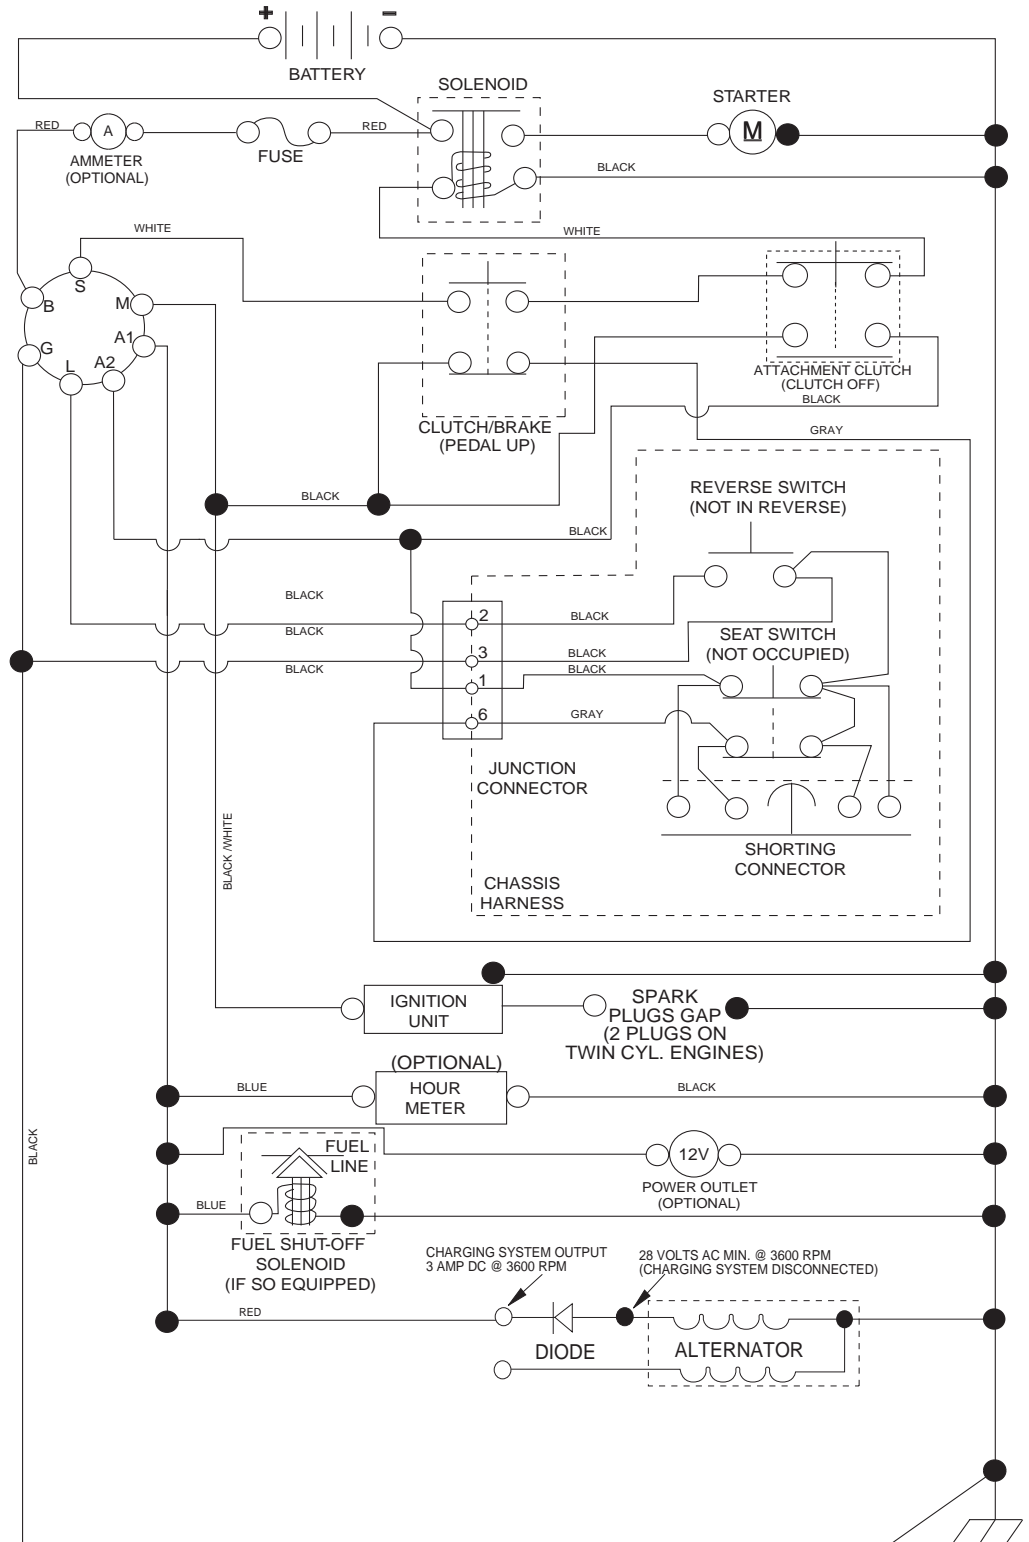 + −
BATTERY
SOLENOID
STARTER
RED
A
RED
M
AMMETER
(OPTIONAL)
FUSE
BLACK
WHITE
WHITE
S
B
M
G
A1
L
A2
ATTACHMENT CLUTCH
(CLUTCH OFF)
BLACK
CLUTCH/BRAKE
(PEDAL UP)
GRAY
BLACK
REVERSE SWITCH
(NOT IN REVERSE)
BLACK
BLACK
2
BLACK
BLACK
SEAT SWITCH
(NOT OCCUPIED)
3
BLACK
BLACK
BLACK
1
6
GRAY
JUNCTION
CONNECTOR
BLACK /WHITE
SHORTING
CONNECTOR
CHASSIS
HARNESS
IGNITION
UNIT
SPARK
PLUGS GAP
(2 PLUGS ON
TWIN CYL. ENGINES)
(OPTIONAL)
BLUE
HOUR
METER
BLACK
BLACK
FUEL
LINE
12V
POWER OUTLET
(OPTIONAL)
BLUE
FUEL SHUT-OFF
SOLENOID
(IF SO EQUIPPED)
CHARGING SYSTEM OUTPUT
3 AMP DC @ 3600 RPM
28 VOLTS AC MIN. @ 3600 RPM
(CHARGING SYSTEM DISCONNECTED)
RED
DIODE
ALTERNATOR